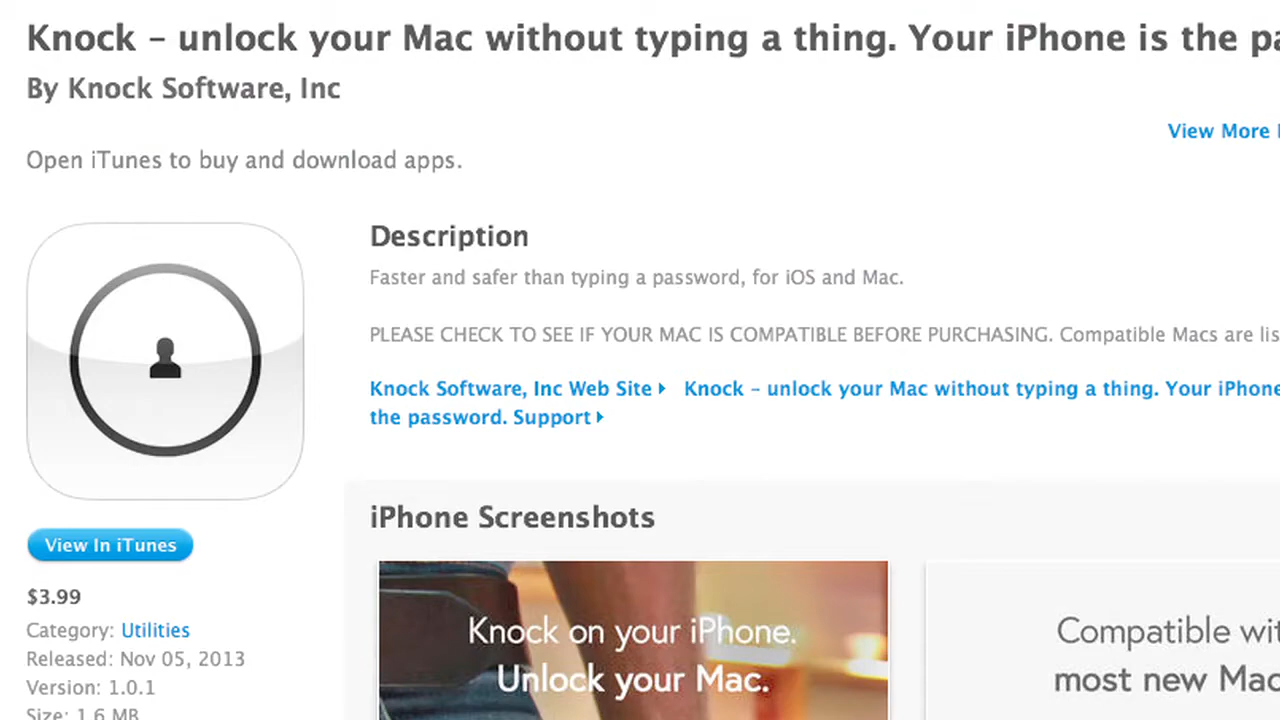 Knock – unlock your Mac without typing a thing. Your iPhone is the
By Knock Software, Inc
View More
Open iTunes to buy and download apps.
Description
Faster and safer than typing a password, for iOS and Mac.
PLEASE CHECK TO SEE IF YOUR MAC IS COMPATIBLE BEFORE PURCHASING. Compatible Macs are
Knock Software, Inc Web Site Knock – unlock your Mac without typing a thing. Your iPhone
the password. Support
iPhone Screenshots
View In iTunes
$3.99
Category: Utilities
Released: Nov 05, 2013
Version: 1.0.1
Size: 1.6 MB
Knock on your iPhone.
Unlock your Mac.
Compatible
most new